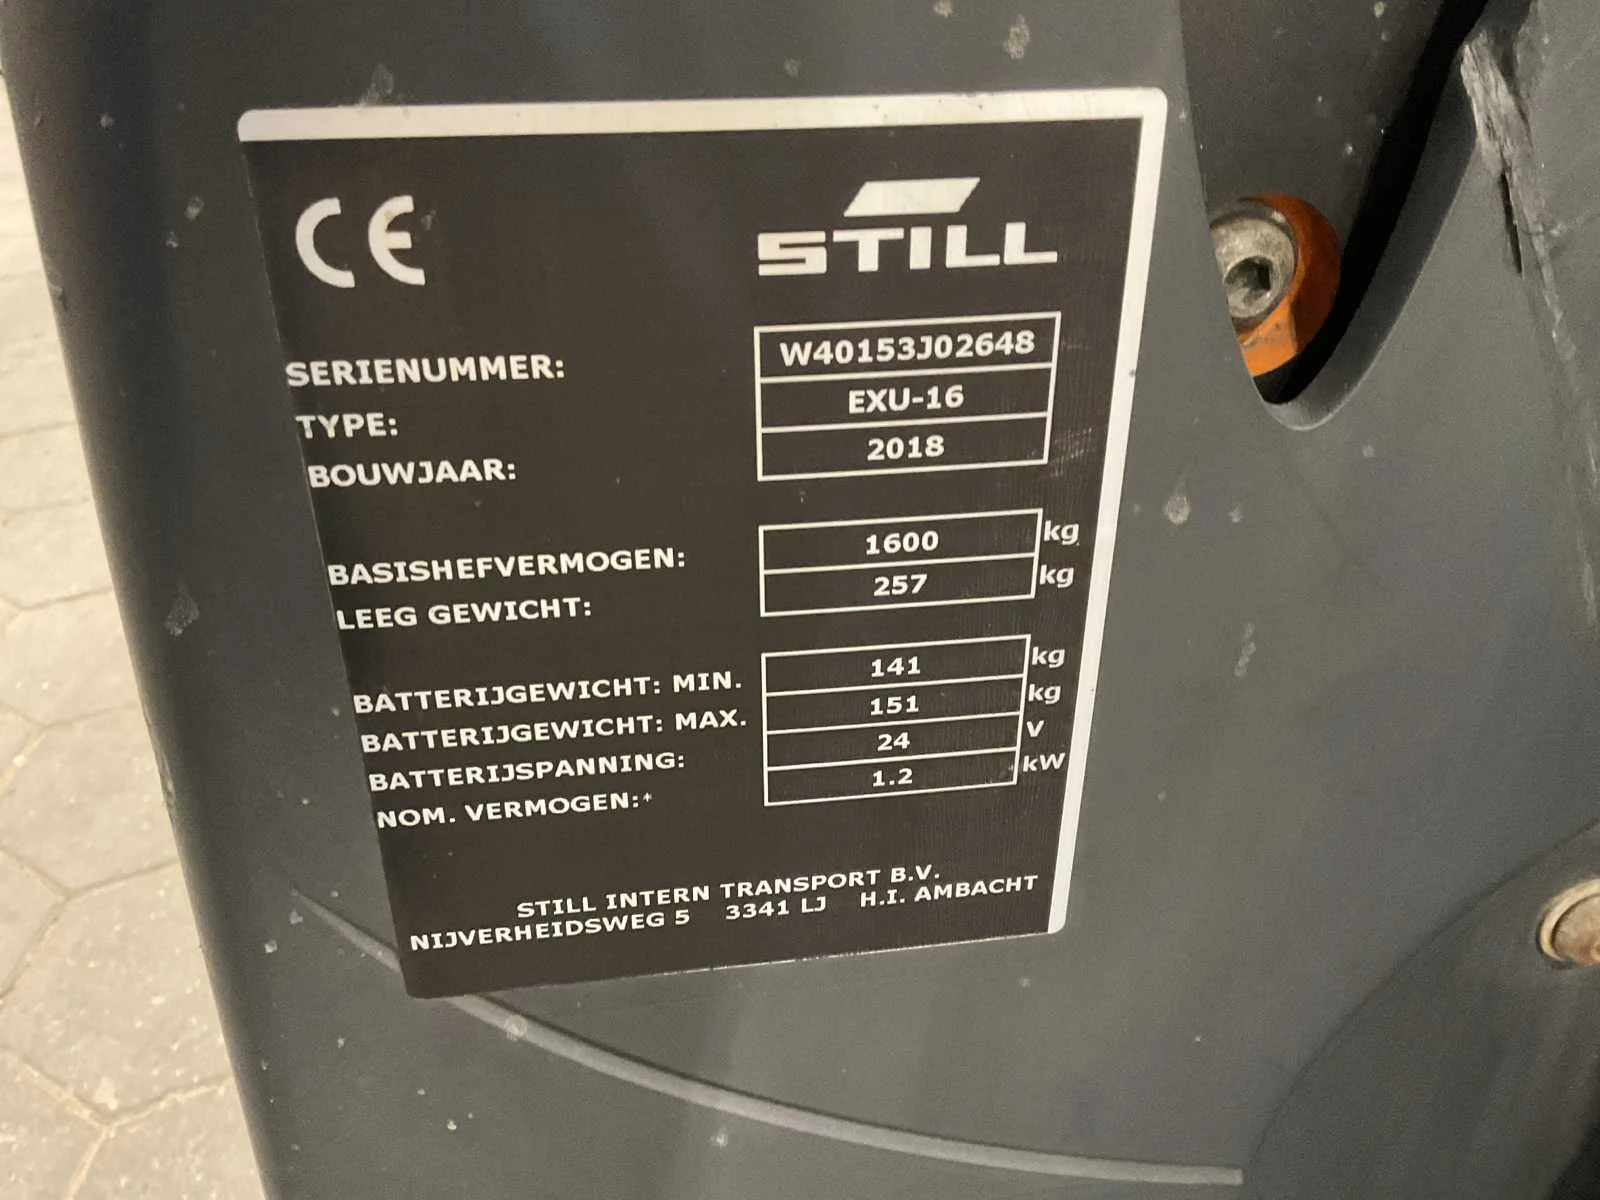 CE STILL
SERIENUMMER: W40153J02648
TYPE: EXU-16
BOUWJAAR: 2018
BASISHEFVERMOGEN: 1600 kg
LEEG GEWICHT: 257 kg
BATTERIJGEWICHT: MIN. 141 kg
BATTERIJGEWICHT: MAX. 151 kg
BATTERIJSPANNING: 24 V
NOM. VERMOGEN:* 1.2 kW
STILL INTERN TRANSPORT B.V.
NIJVERHEIDSWEG 5 3341 LJ H.I. AMBACHT